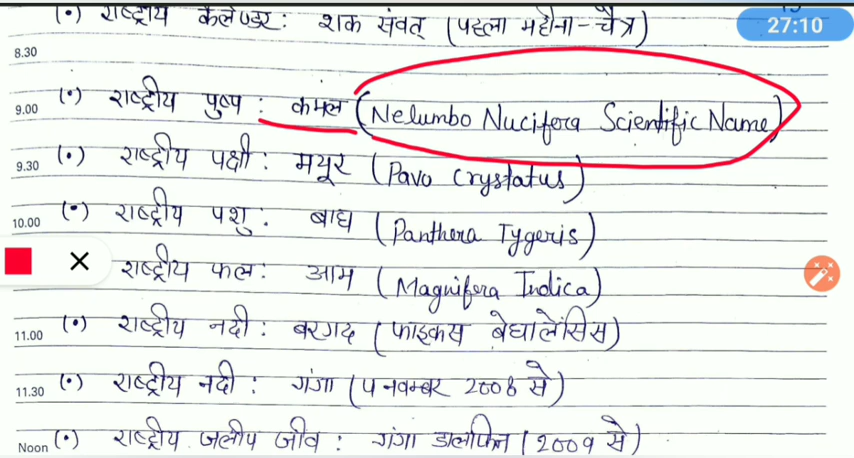 (•) राष्ट्रीय कैलेण्डर : शक संवत् (पहला महीना - चैत्र)
27:10
8.30
9.00 (•) राष्ट्रीय पुष्प : कमल (Nelumbo Nucifera Scientific Name)
9.30 (•) राष्ट्रीय पक्षी : मयूर (Pavo Crystatus)
10.00 (•) राष्ट्रीय पशु : बाघ (Panthera Tygeris)
राष्ट्रीय फल : आम (Magnifera Indica)
11.00 (•) राष्ट्रीय नदी : बरगद (फाइकस बेंघालेंसिस)
11.30 (•) राष्ट्रीय नदी : गंगा (4 नवम्बर 2008 से)
Noon (•) राष्ट्रीय जलीय जीव : गंगा डालफिन (2009 से)